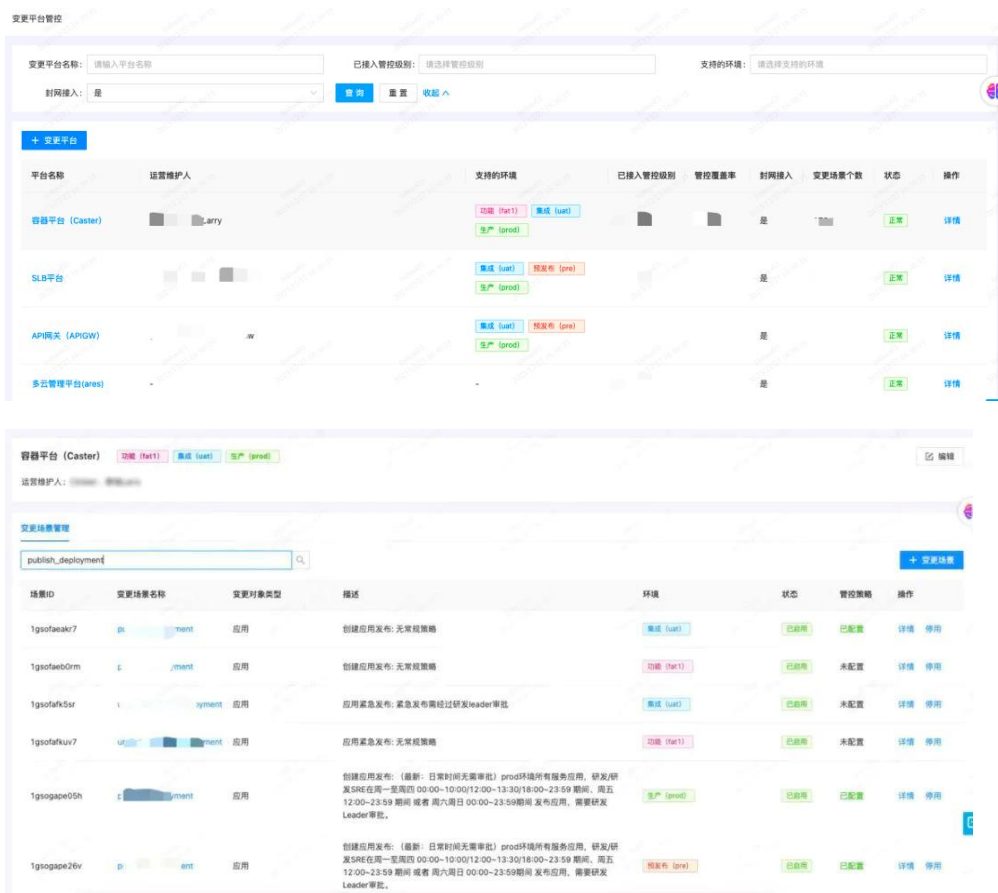 变更平台管控
变更平台名称: 请输入平台名称 已接入管控级别: 请选择管控级别 支持的环境: 请选择支持的环境
封网接入: 是 查 询 重 置 收起
+ 变更平台
平台名称 运营维护人 支持的环境 已接入管控级别 管控覆盖率 封网接入 变更场景个数 状态 操作
容器平台 (Caster) Larry 功能 (fat1) 集成 (uat) 是 正常 详情
生产 (prod)
SLB平台 集成 (uat) 预发布 (pre) 是 正常 详情
生产 (prod)
API网关 (APIGW) 集成 (uat) 预发布 (pre) 是 正常 详情
生产 (prod)
多云管理平台(ares) - - 是 正常 详情
容器平台 (Caster) 功能 (fat1) 集成 (uat) 生产 (prod) 编辑
运营维护人:
变更场景管理
publish_deployment + 变更场景
场景ID 变更场景名称 变更对象类型 描述 环境 状态 管控策略 操作
1gsofaeakr7 ment 应用 创建应用发布: 无常规策略 集成 (uat) 已启用 已配置 详情 停用
1gsofaeb0rm yment 应用 创建应用发布: 无常规策略 功能 (fat1) 已启用 未配置 详情 停用
1gsofafk5sr oyment 应用 应用紧急发布: 紧急发布需经过研发leader审批 集成 (uat) 已启用 未配置 详情 停用
1gsofafkuv7 ment 应用 应用紧急发布: 无常规策略 功能 (fat1) 已启用 未配置 详情 停用
创建应用发布: (最新: 日常时间无需审批) prod环境所有服务应用, 研发/研
发SRE在周一至周四 00:00~10:00/12:00~13:30/18:00~23:59 期间、周五
1gsogape05h yment 应用 12:00~23:59 期间 或者 周六周日 00:00~23:59期间 发布应用, 需要研发 生产 (prod) 已启用 已配置 详情 停用
Leader审批。
创建应用发布: (最新: 日常时间无需审批) prod环境所有服务应用, 研发/研
发SRE在周一至周四 00:00~10:00/12:00~13:30/18:00~23:59 期间、周五
1gsogape26v ent 应用 12:00~23:59 期间 或者 周六周日 00:00~23:59期间 发布应用, 需要研发 预发布 (pre) 已启用 已配置 详情 停用
Leader审批。